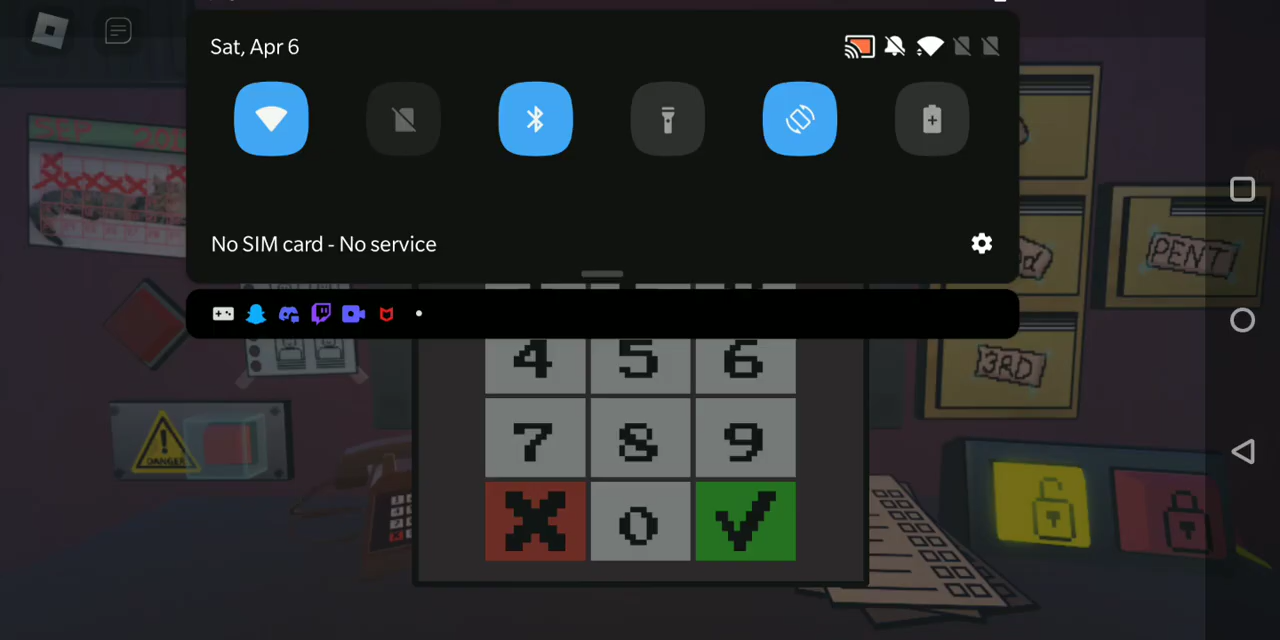 Sat, Apr 6
No SIM card - No service
SEP 20
4 5 6
PENT
3RD
7 8 9
DANGER
0